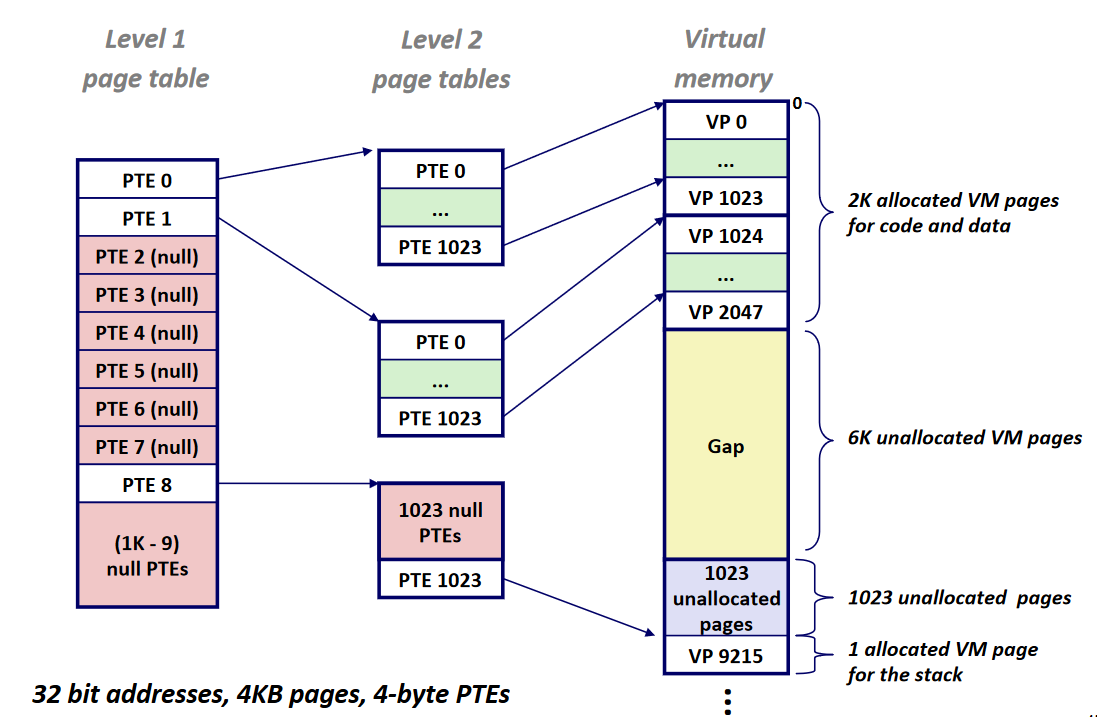 Level 1
page table
Level 2
page tables
Virtual
memory
PTE 0
PTE 1
PTE 2 (null)
PTE 3 (null)
PTE 4 (null)
PTE 5 (null)
PTE 6 (null)
PTE 7 (null)
PTE 8
(1K - 9)
null PTEs
PTE 0
...
PTE 1023
PTE 0
...
PTE 1023
1023 null
PTEs
PTE 1023
0
VP 0
...
VP 1023
VP 1024
...
VP 2047
Gap
1023
unallocated
pages
VP 9215
2K allocated VM pages
for code and data
6K unallocated VM pages
1023 unallocated pages
1 allocated VM page
for the stack
32 bit addresses, 4KB pages, 4-byte PTEs